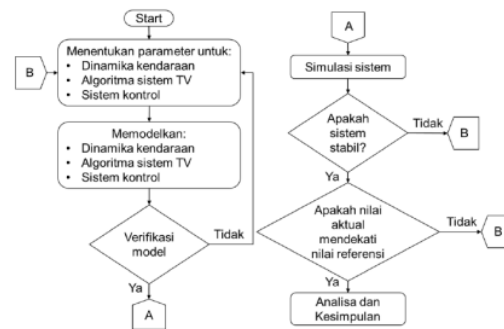 Start
B
Menentukan parameter untuk:
• Dinamika kendaraan
• Algoritma sistem TV
• Sistem kontrol
Memodelkan:
• Dinamika kendaraan
• Algoritma sistem TV
• Sistem kontrol
Verifikasi
model
Tidak
Ya
A
A
Simulasi sistem
Apakah
sistem
stabil?
Tidak
B
Ya
Apakah nilai
aktual
mendekati
nilai referensi
Tidak
B
Ya
Analisa dan
Kesimpulan